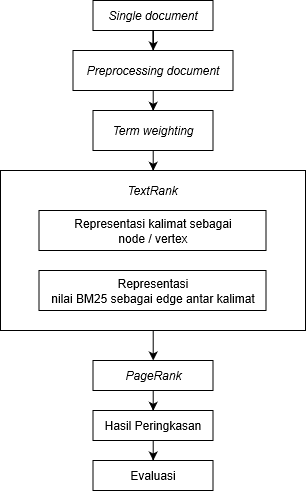 Single document
Preprocessing document
Term weighting
TextRank
Representasi kalimat sebagai
node / vertex
Representasi
nilai BM25 sebagai edge antar kalimat
PageRank
Hasil Peringkasan
Evaluasi